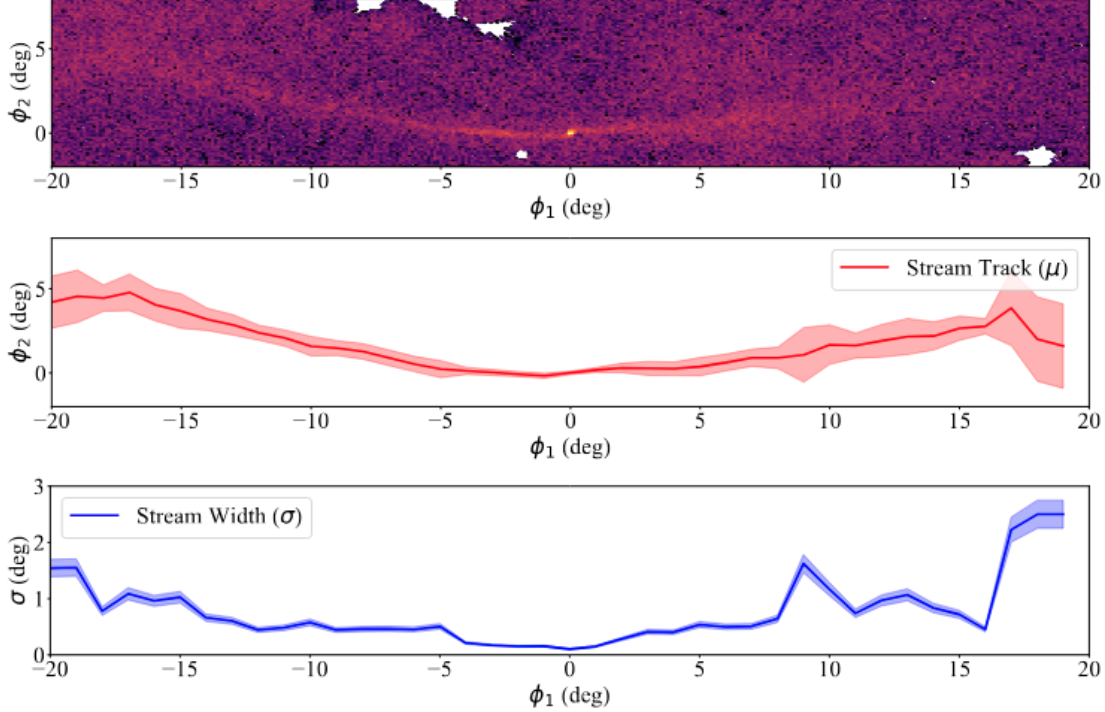 ϕ₂ (deg)
5
0
−20 −15 −10 −5 0 5 10 15 20
ϕ₁ (deg)
Stream Track (μ)
ϕ₂ (deg)
5
0
−20 −15 −10 −5 0 5 10 15 20
ϕ₁ (deg)
Stream Width (σ)
σ (deg)
3
2
1
0
−20 −15 −10 −5 0 5 10 15 20
ϕ₁ (deg)